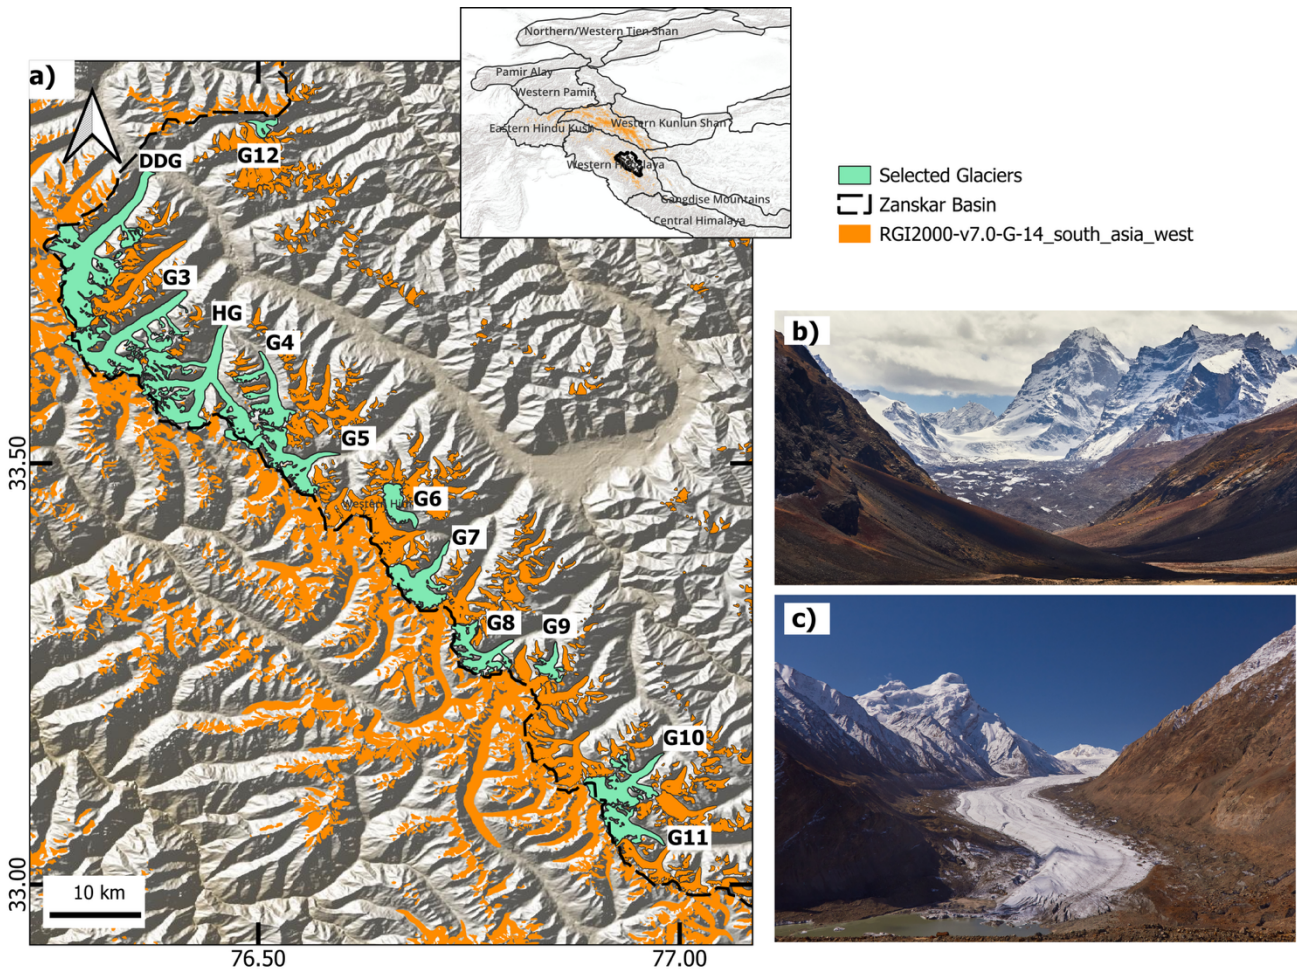 a)
Northern/Western Tien Shan
Pamir Alay
Western Pamir
Eastern Hindu Kush
Western Kunlun Shan
Western Himalaya
Gangdise Mountains
Central Himalaya
DDG
G12
G3
HG
G4
G5
G6
Western
G7
G8
G9
G10
G11
33.50
33.00
76.50
77.00
10 km
Selected Glaciers
Zanskar Basin
RGI2000-v7.0-G-14_south_asia_west
b)
c)